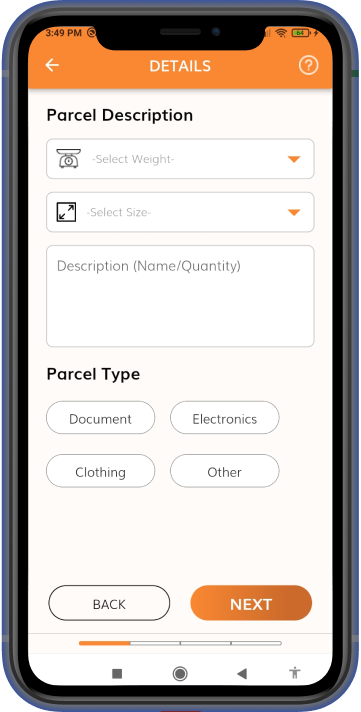 3:49 PM
64
DETAILS
?
Parcel Description
-Select Weight-
-Select Size-
Description (Name/Quantity)
Parcel Type
Document
Electronics
Clothing
Other
BACK
NEXT